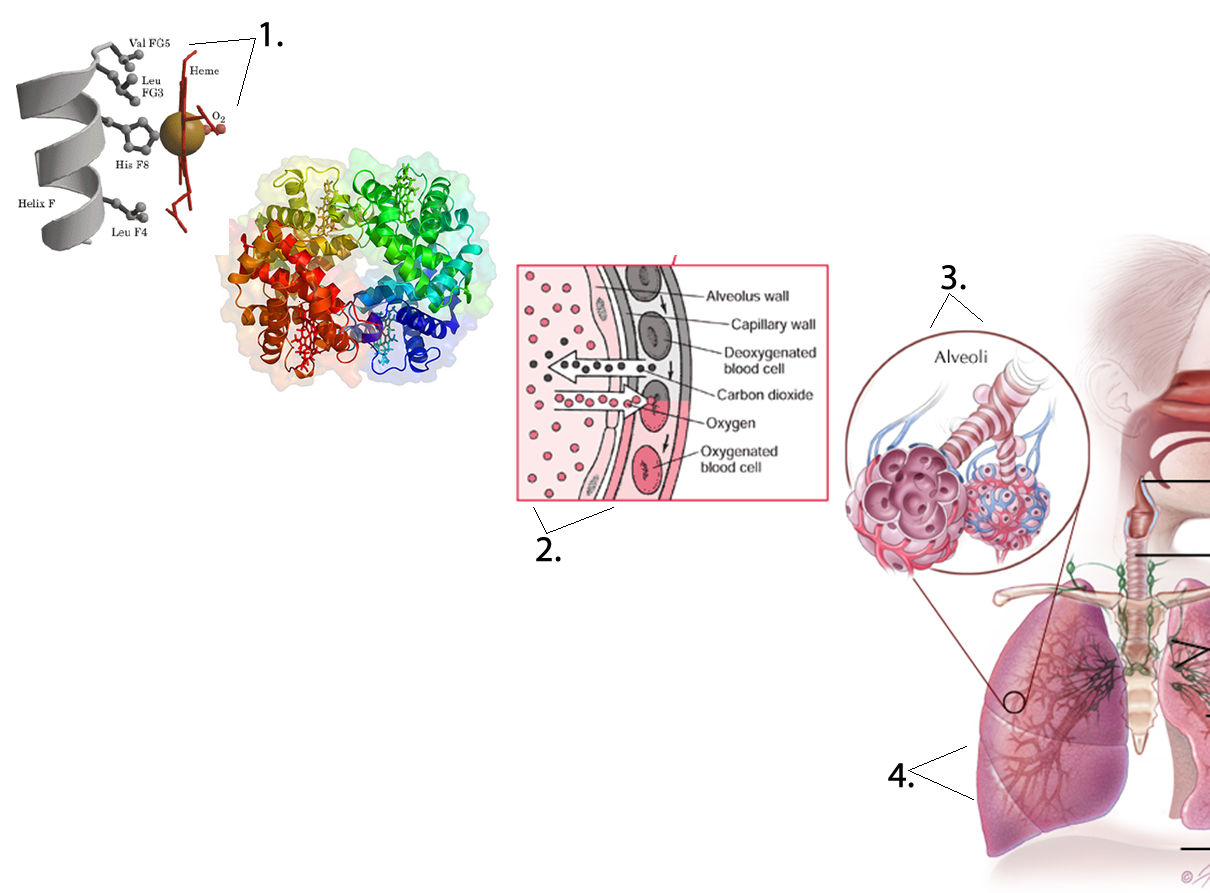 1.
Val FG5
Heme
Leu
FG3
O2
His F8
Helix F
Leu F4
Alveolus wall
Capillary wall
Deoxygenated
blood cell
Carbon dioxide
Oxygen
Oxygenated
blood cell
2.
3.
Alveoli
4.
©